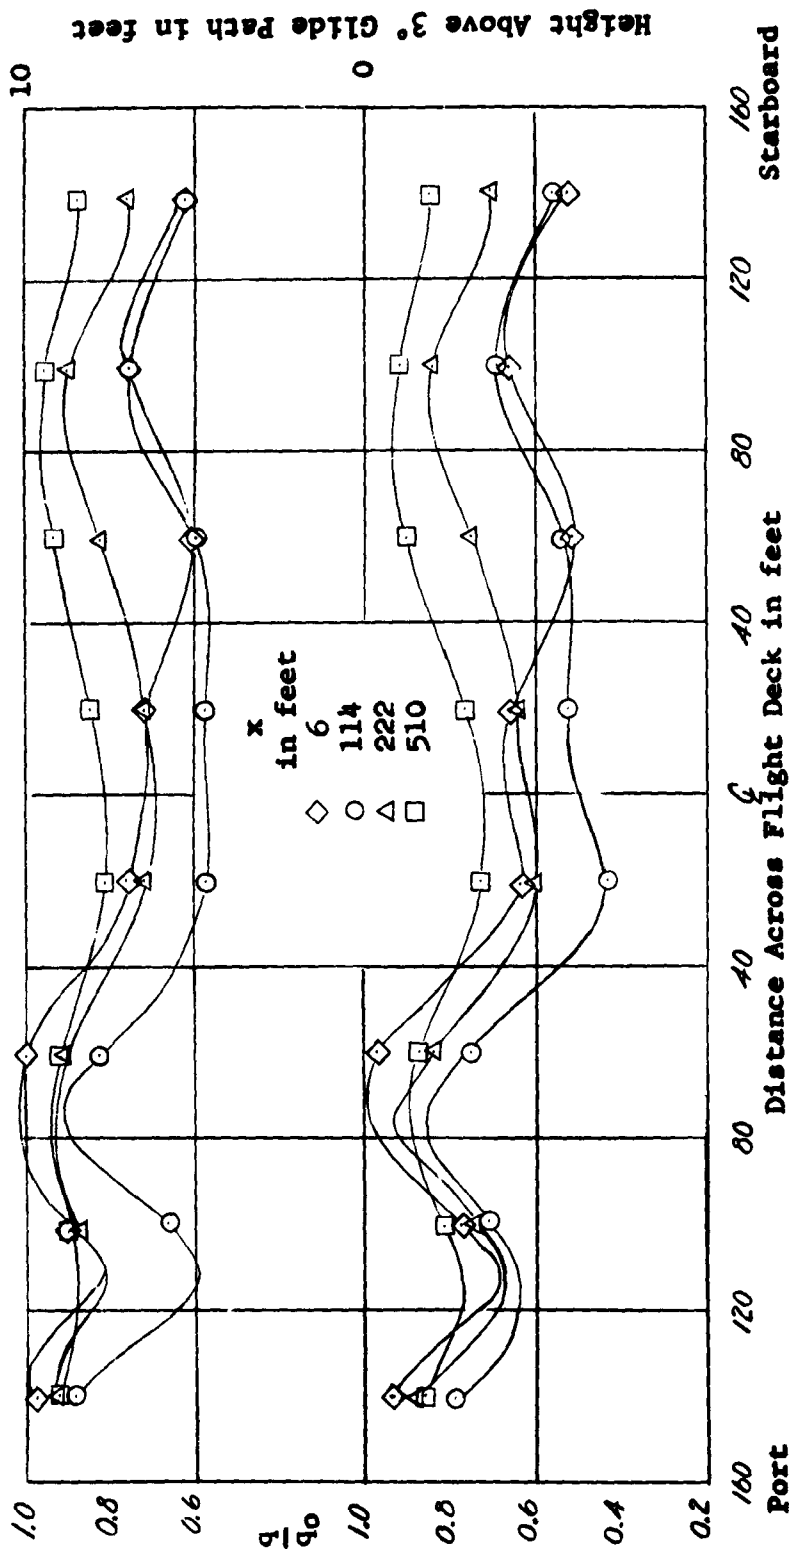 Height Above 3° Glide Path in feet
10
0
1.0
0.8
0.6
q
q0
1.0
0.8
0.6
0.4
0.2
x
in feet
6
114
222
510
160
120
80
40
℄
40
80
120
160
Port
Distance Across Flight Deck in feet
Starboard